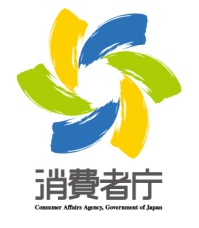 消費者庁
Consumer Affairs Agency, Government of Japan